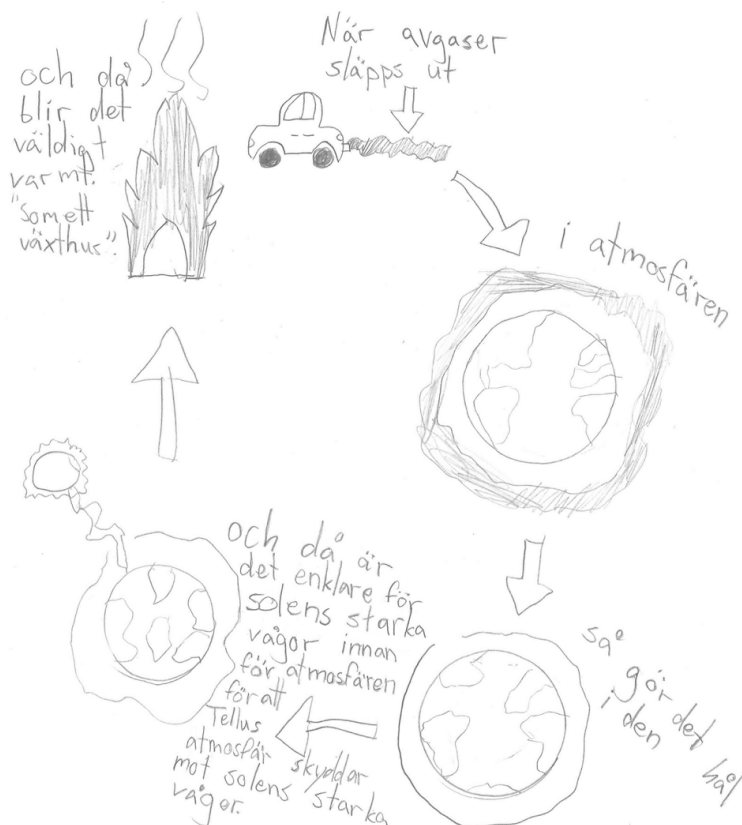 När avgaser
släpps ut
i atmosfären
så gör det hål
i den
och då är
det enklare för
solens starka
vågor innan
för atmosfären
för att
Tellus
atmosfär skyddar
mot solens starka
vågor.
och då
blir det
väldigt
varmt.
"som ett
växthus".